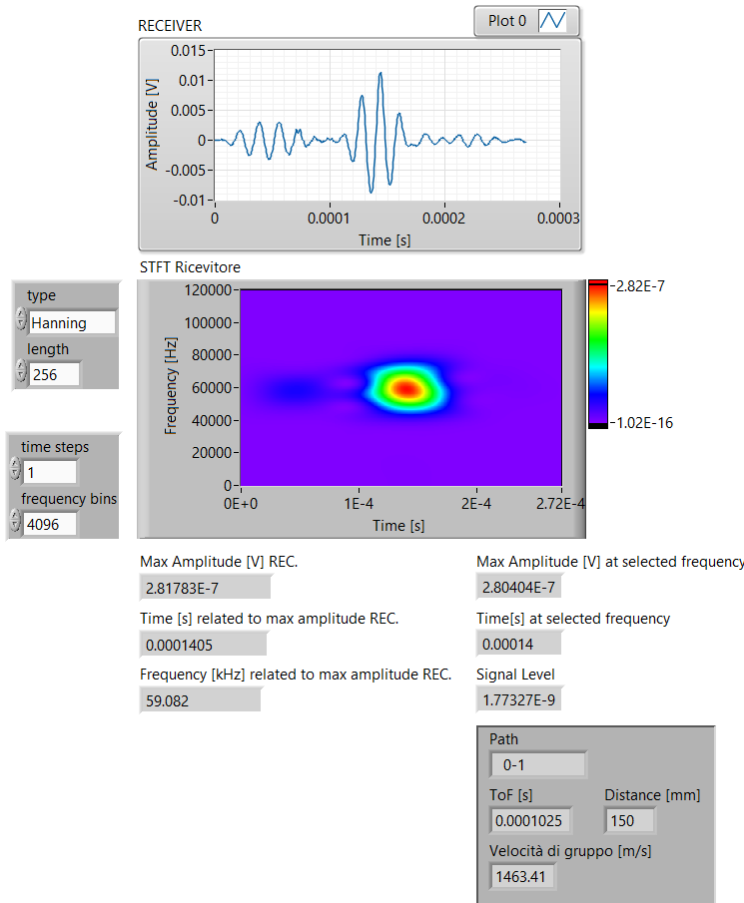 RECEIVER
Plot 0
Amplitude [V]
0.015
0.01
0.005
0
-0.005
-0.01
0 0.0001 0.0002 0.0003
Time [s]
STFT Ricevitore
type
Hanning
length
256
time steps
1
frequency bins
4096
Frequency [Hz]
120000
100000
80000
60000
40000
20000
0
0E+0 1E-4 2E-4 2.72E-4
Time [s]
-2.82E-7
-1.02E-16
Max Amplitude [V] REC.
2.81783E-7
Time [s] related to max amplitude REC.
0.0001405
Frequency [kHz] related to max amplitude REC.
59.082
Max Amplitude [V] at selected frequency
2.80404E-7
Time[s] at selected frequency
0.00014
Signal Level
1.77327E-9
Path
0-1
ToF [s] Distance [mm]
0.0001025 150
Velocità di gruppo [m/s]
1463.41